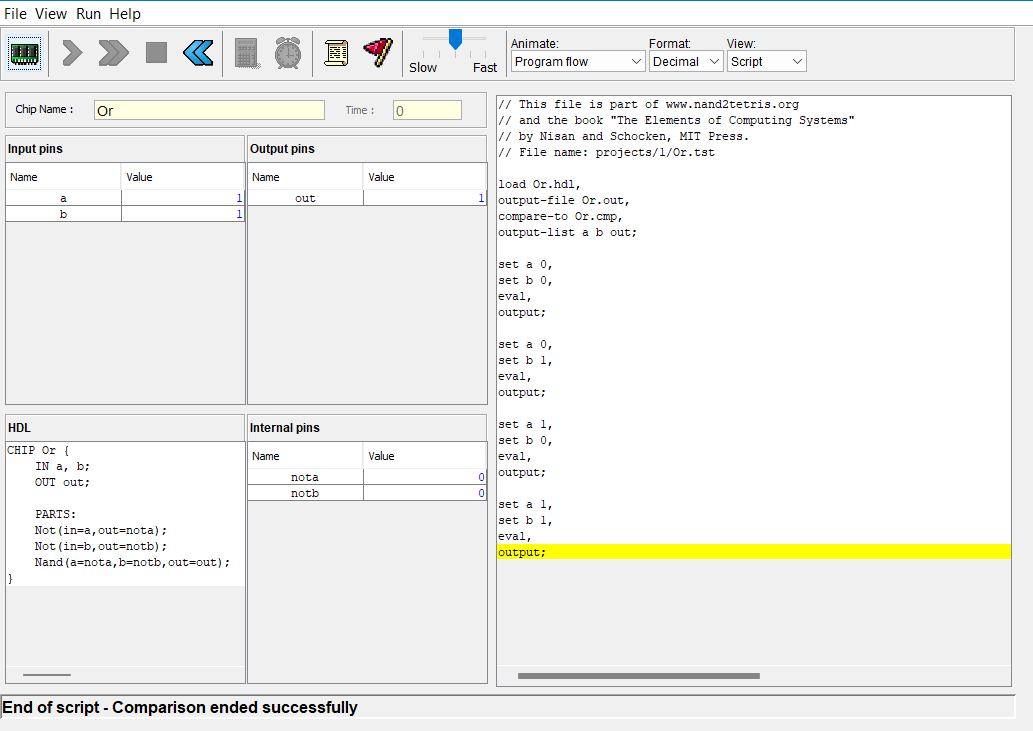 File View Run Help
Slow Fast
Animate:
Program flow
Format:
Decimal
View:
Script
Chip Name : Or Time : 0
Input pins
Name Value
a 1
b 1
Output pins
Name Value
out 1
HDL
CHIP Or {
IN a, b;
OUT out;
PARTS:
Not(in=a,out=nota);
Not(in=b,out=notb);
Nand(a=nota,b=notb,out=out);
}
Internal pins
Name Value
nota 0
notb 0
// This file is part of www.nand2tetris.org
// and the book "The Elements of Computing Systems"
// by Nisan and Schocken, MIT Press.
// File name: projects/1/Or.tst
load Or.hdl,
output-file Or.out,
compare-to Or.cmp,
output-list a b out;
set a 0,
set b 0,
eval,
output;
set a 0,
set b 1,
eval,
output;
set a 1,
set b 0,
eval,
output;
set a 1,
set b 1,
eval,
output;
End of script - Comparison ended successfully